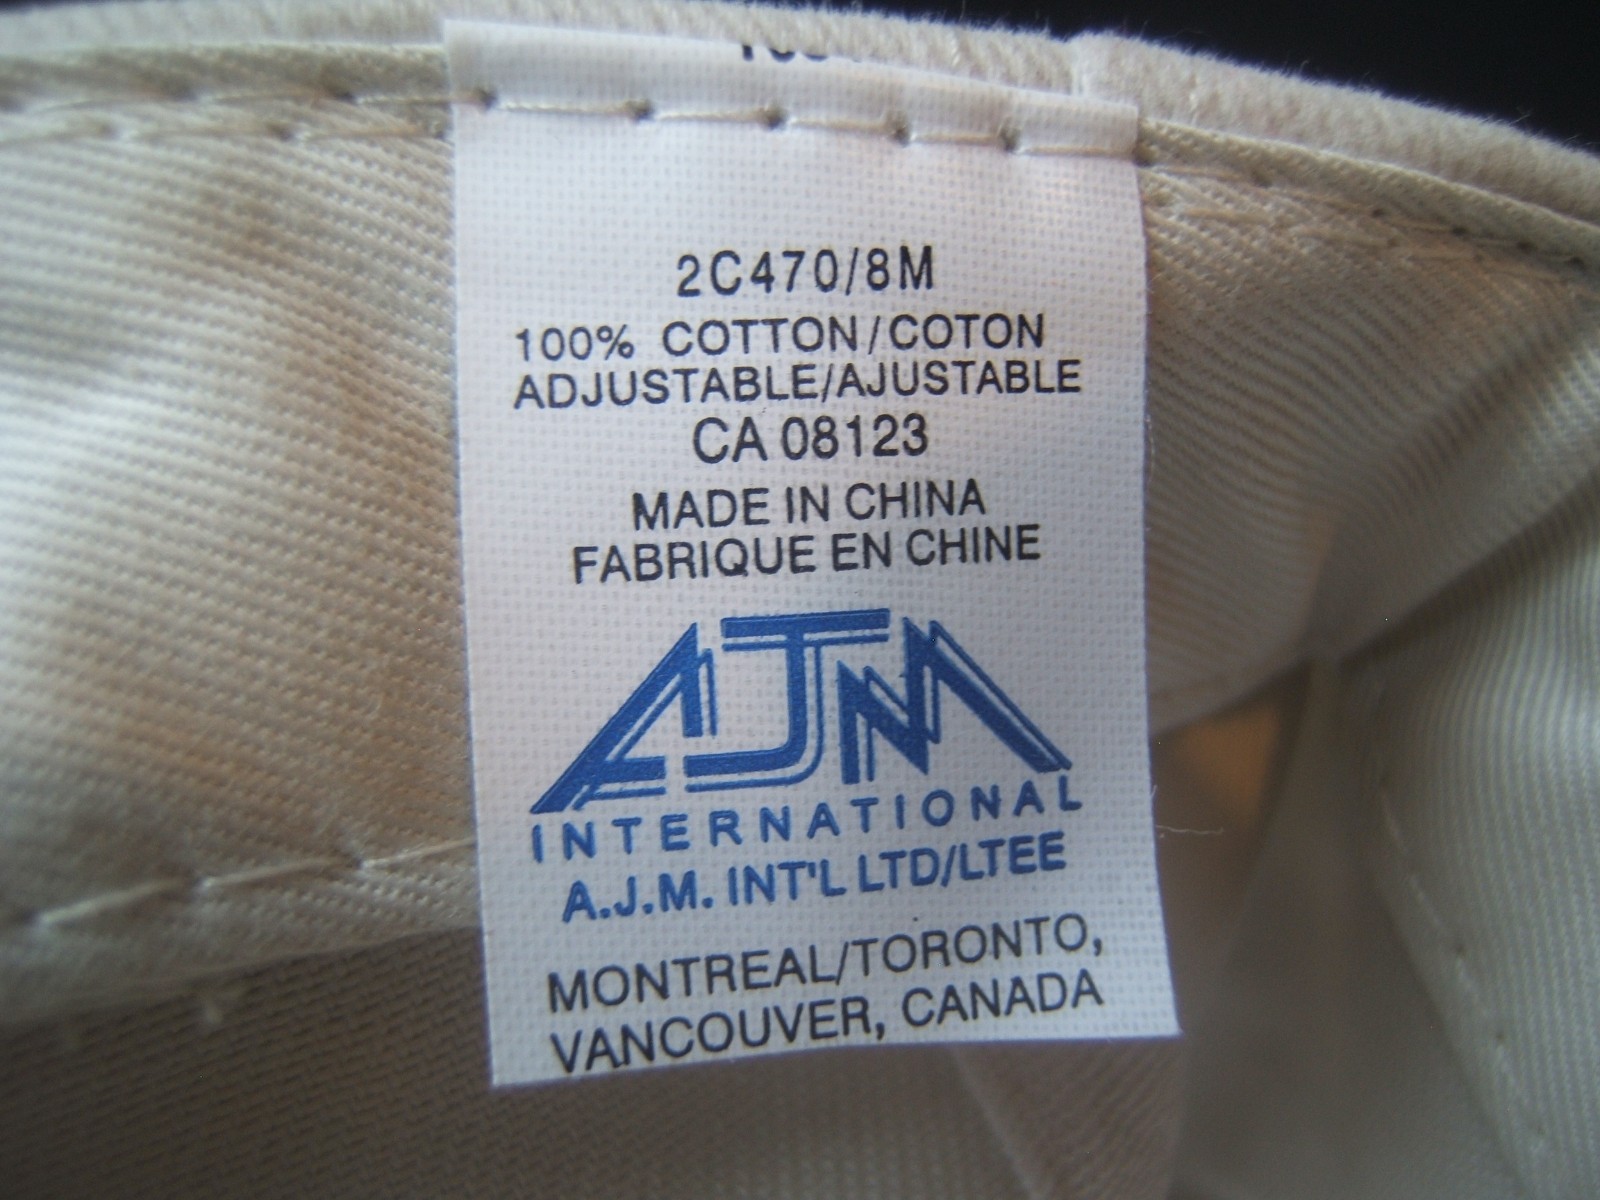 2C470/8M
100% COTTON/COTON
ADJUSTABLE/AJUSTABLE
CA 08123
MADE IN CHINA
FABRIQUE EN CHINE
AJM
INTERNATIONAL
A.J.M. INT'L LTD/LTEE
MONTREAL/TORONTO,
VANCOUVER, CANADA